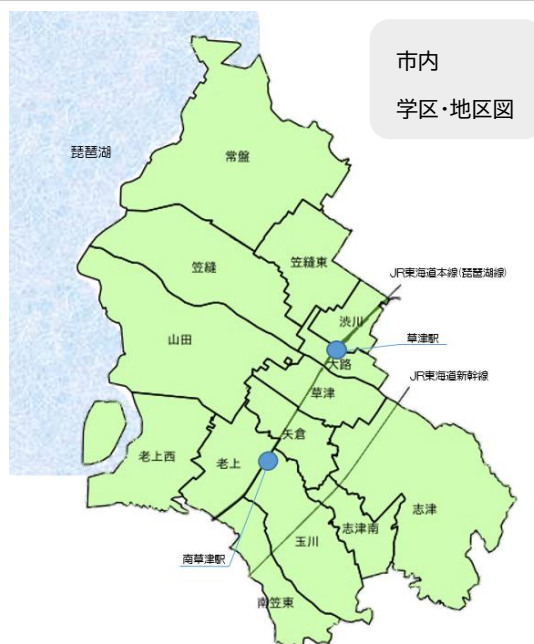 市内
学区・地区図
琵琶湖
常盤
笠縫東
笠縫
JR東海道本線(琵琶湖線)
渋川
山田
草津駅
大路
JR東海道新幹線
草津
矢倉
老上西
老上
志津
志津南
玉川
南草津駅
南笠東